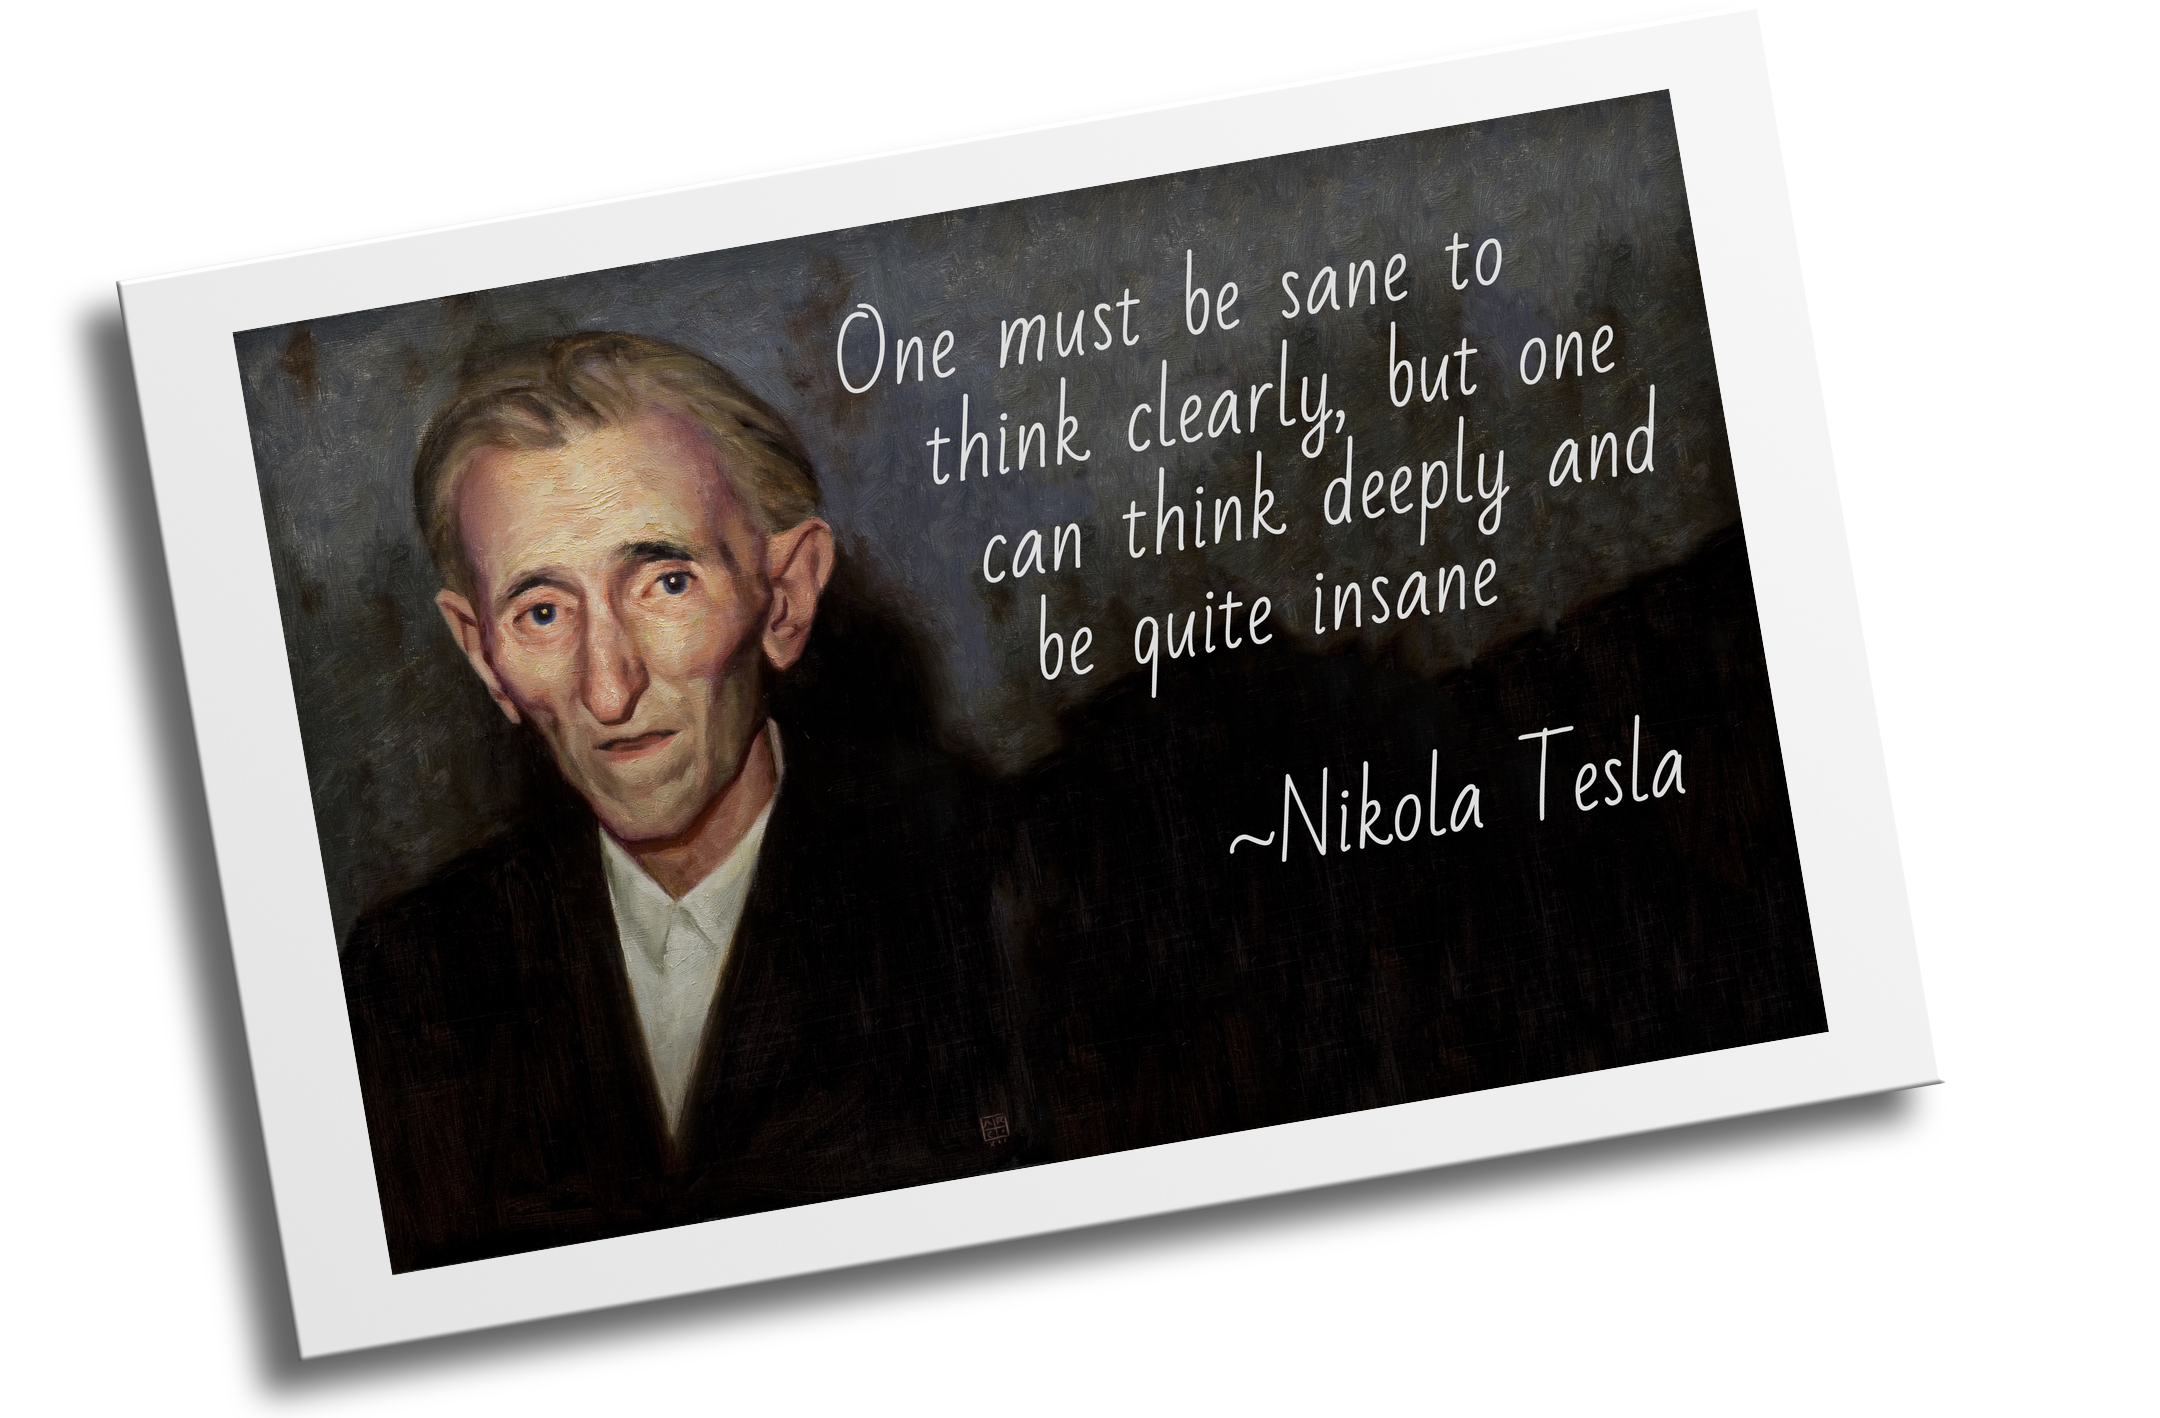 One must be sane to
think clearly, but one
can think deeply and
be quite insane
~Nikola Tesla